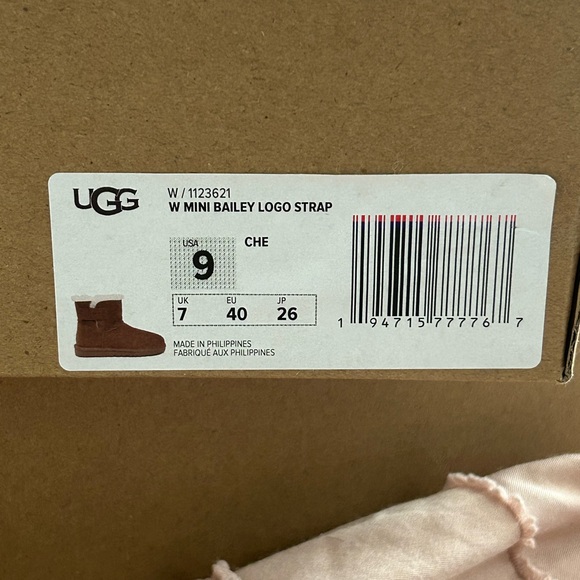 UGG
W / 1123621
W MINI BAILEY LOGO STRAP
USA
9
CHE
UK EU JP
7 40 26
MADE IN PHILIPPINES
FABRIQUÉ AUX PHILIPPINES
1 94715 77776 7